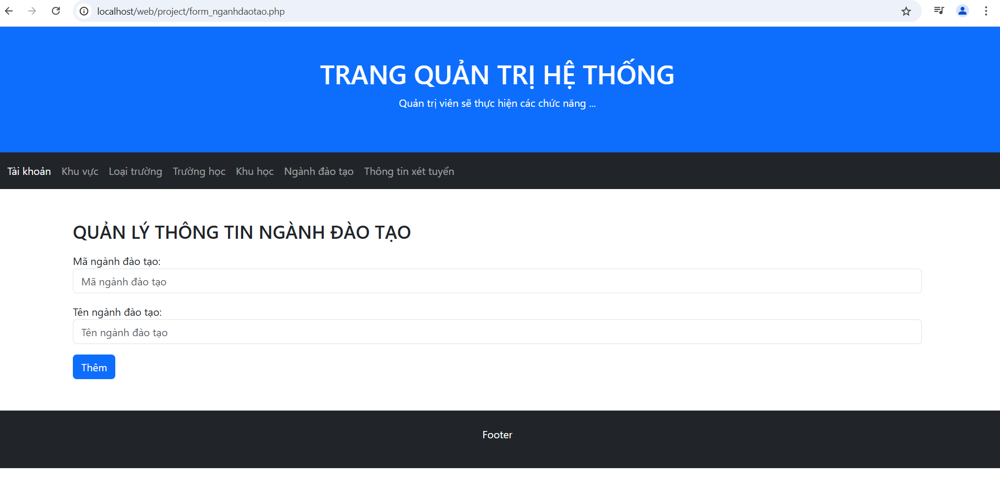 localhost/web/project/form_nganhdaotao.php
TRANG QUẢN TRỊ HỆ THỐNG
Quản trị viên sẽ thực hiện các chức năng ...
Tài khoản Khu vực Loại trường Trường học Khu học Ngành đào tạo Thông tin xét tuyển
QUẢN LÝ THÔNG TIN NGÀNH ĐÀO TẠO
Mã ngành đào tạo:
Mã ngành đào tạo
Tên ngành đào tạo:
Tên ngành đào tạo
Thêm
Footer